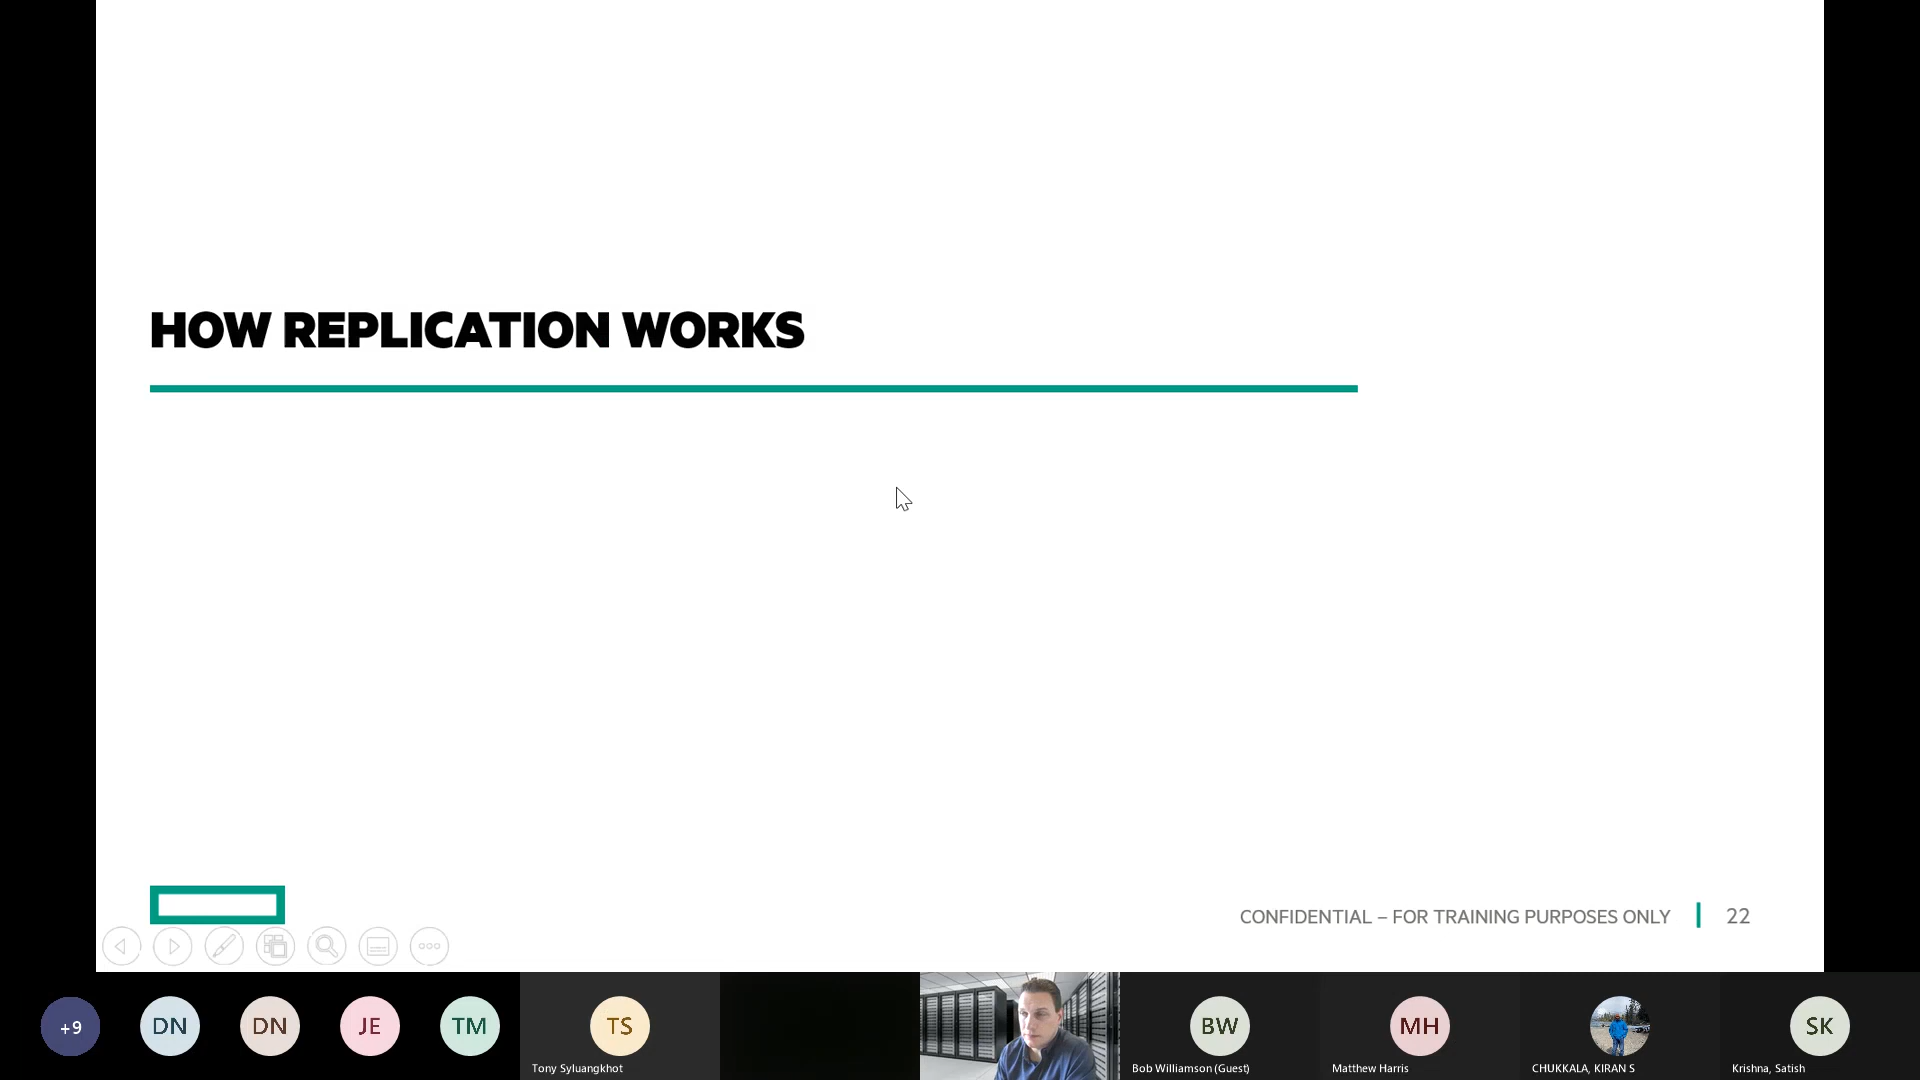 HOW REPLICATION WORKS
CONFIDENTIAL – FOR TRAINING PURPOSES ONLY 22
+9 DN DN JE TM TS BW MH SK
Tony Syluangkhot Bob Williamson (Guest) Matthew Harris CHUKKALA, KIRAN S Krishna, Satish